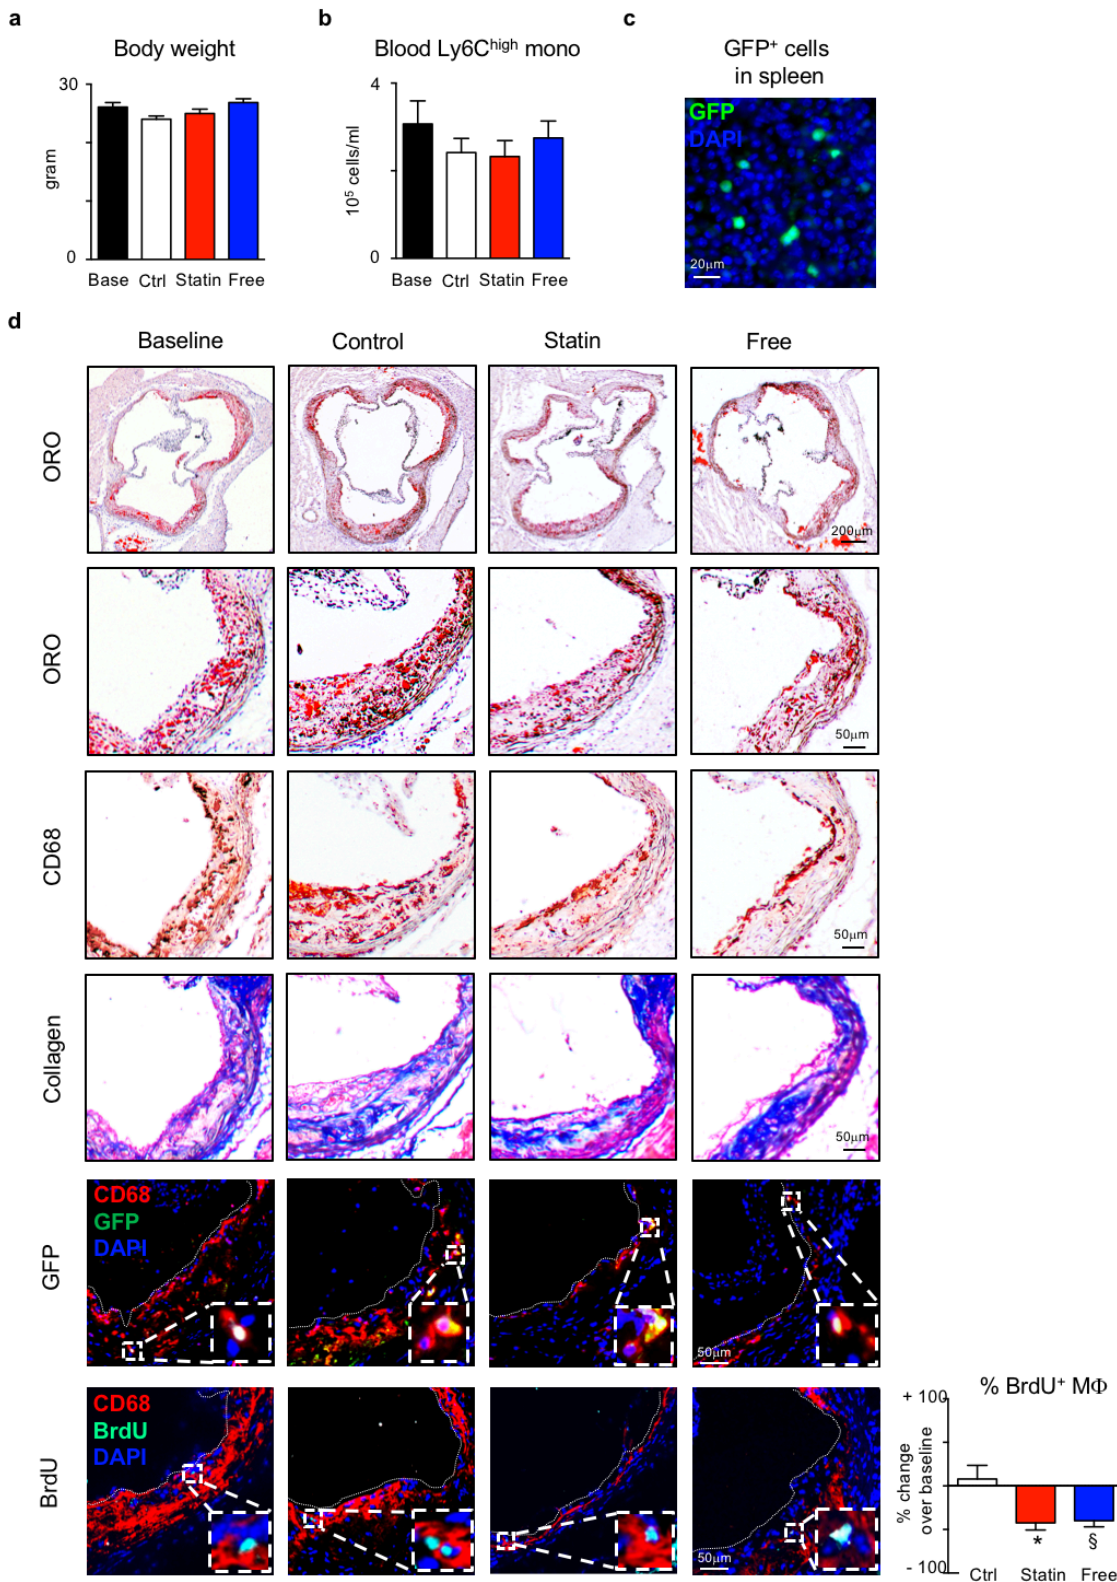 a
Body weight
30
gram
0
Base Ctrl Statin Free
b
Blood Ly6Chigh mono
4
10⁵ cells/ml
0
Base Ctrl Statin Free
c
GFP⁺ cells
in spleen
GFP
DAPI
20μm
d
Baseline Control Statin Free
ORO
200μm
ORO
50μm
CD68
50μm
Collagen
50μm
GFP
CD68
GFP
DAPI
50μm
BrdU
CD68
BrdU
DAPI
50μm
% BrdU⁺ MΦ
+ 100
% change
over baseline
- 100
* §
Ctrl Statin Free